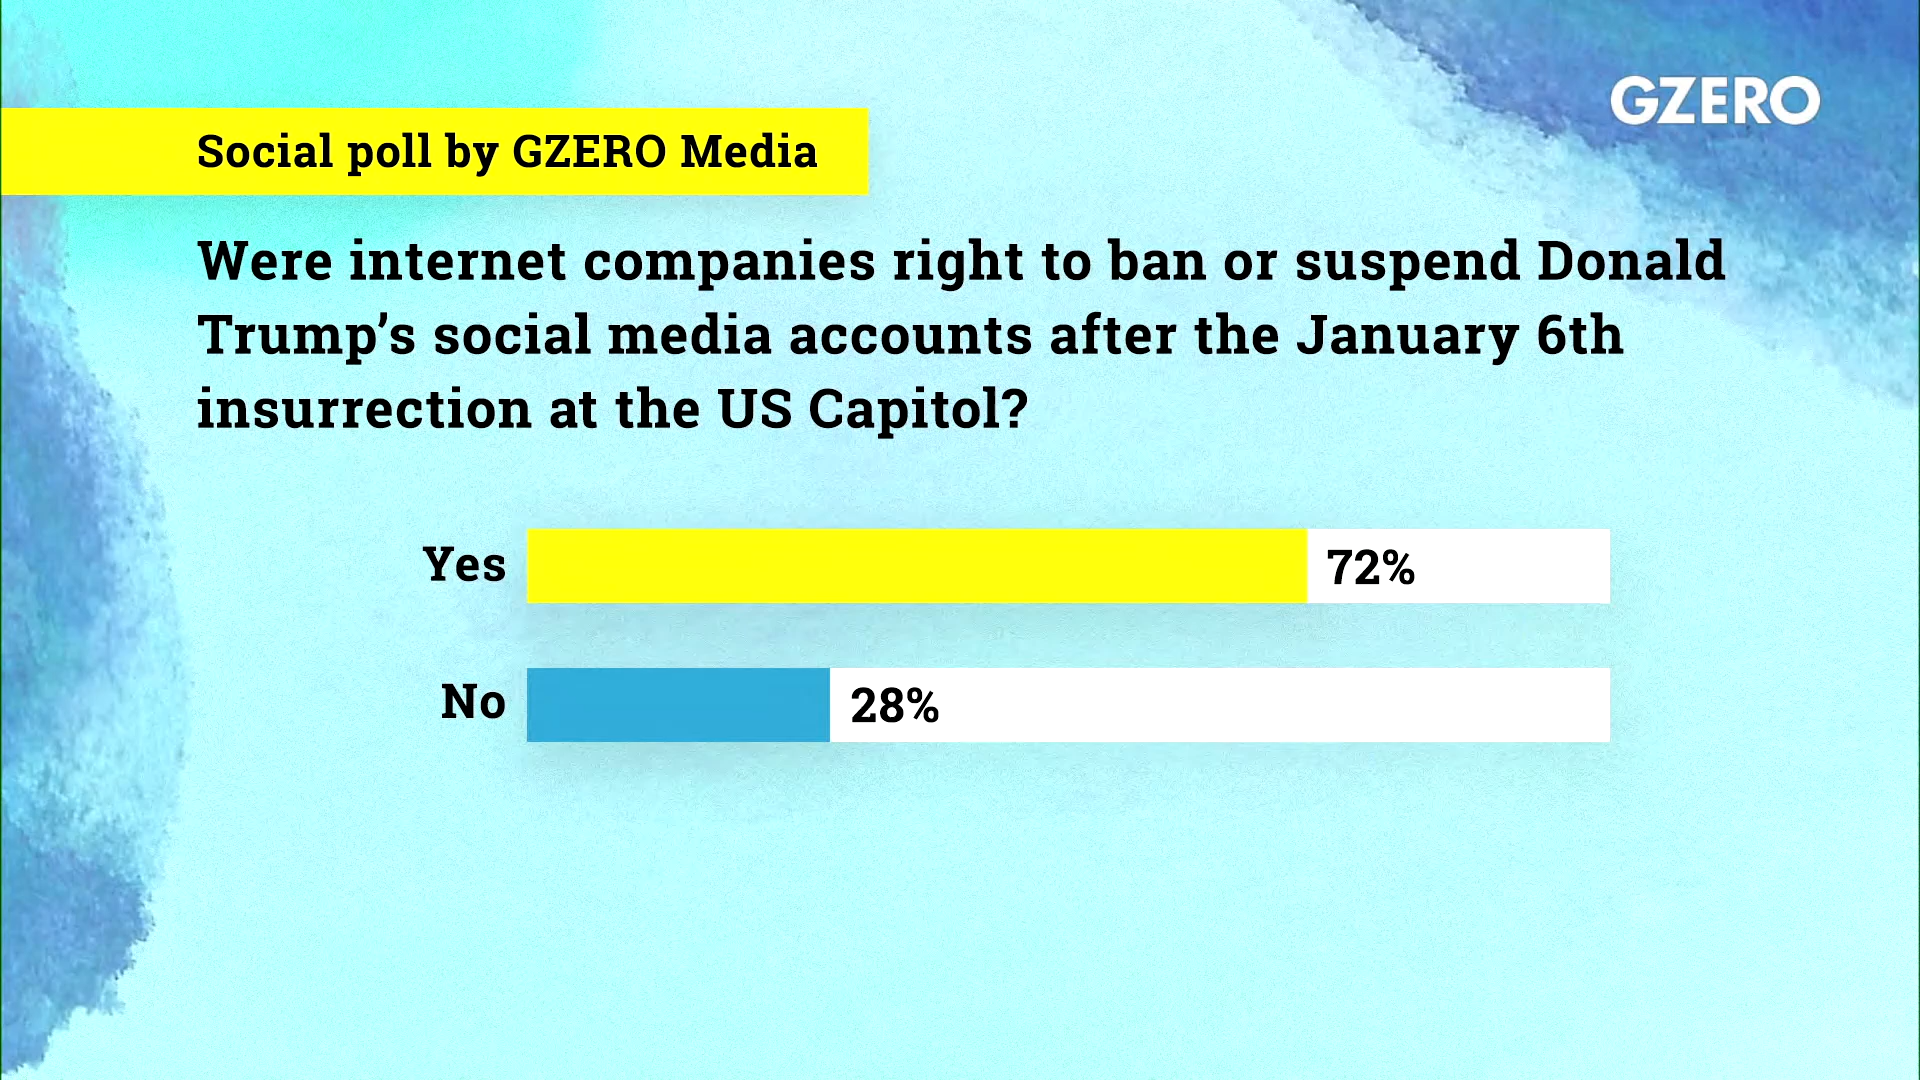 GZERO
Social poll by GZERO Media
Were internet companies right to ban or suspend Donald
Trump’s social media accounts after the January 6th
insurrection at the US Capitol?
Yes 72%
No 28%